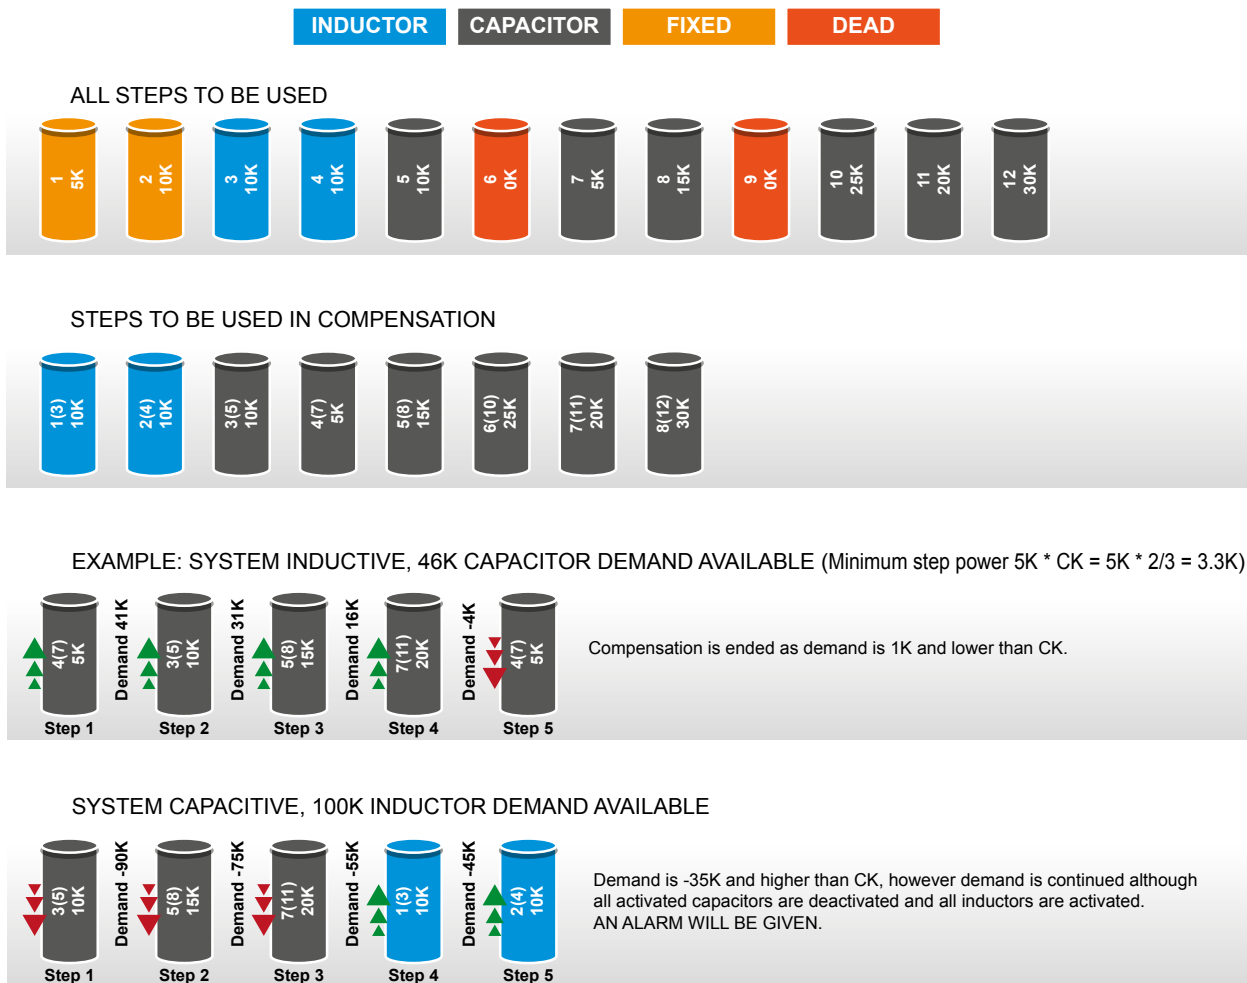 INDUCTOR CAPACITOR FIXED DEAD
ALL STEPS TO BE USED
1
5K
2
10K
3
10K
4
10K
5
10K
6
0K
7
5K
8
15K
9
0K
10
25K
11
20K
12
30K
STEPS TO BE USED IN COMPENSATION
1(3)
10K
2(4)
10K
3(5)
10K
4(7)
5K
5(8)
15K
6(10)
25K
7(11)
20K
8(12)
30K
EXAMPLE: SYSTEM INDUCTIVE, 46K CAPACITOR DEMAND AVAILABLE (Minimum step power 5K * CK = 5K * 2/3 = 3.3K)
4(7)
5K
Demand 41K
3(5)
10K
Demand 31K
5(8)
15K
Demand 16K
7(11)
20K
Demand -4K
4(7)
5K
Compensation is ended as demand is 1K and lower than CK.
Step 1 Step 2 Step 3 Step 4 Step 5
SYSTEM CAPACITIVE, 100K INDUCTOR DEMAND AVAILABLE
3(5)
10K
Demand -90K
5(8)
15K
Demand -75K
7(11)
20K
Demand -55K
1(3)
10K
Demand -45K
2(4)
10K
Demand is -35K and higher than CK, however demand is continued although
all activated capacitors are deactivated and all inductors are activated.
AN ALARM WILL BE GIVEN.
Step 1 Step 2 Step 3 Step 4 Step 5